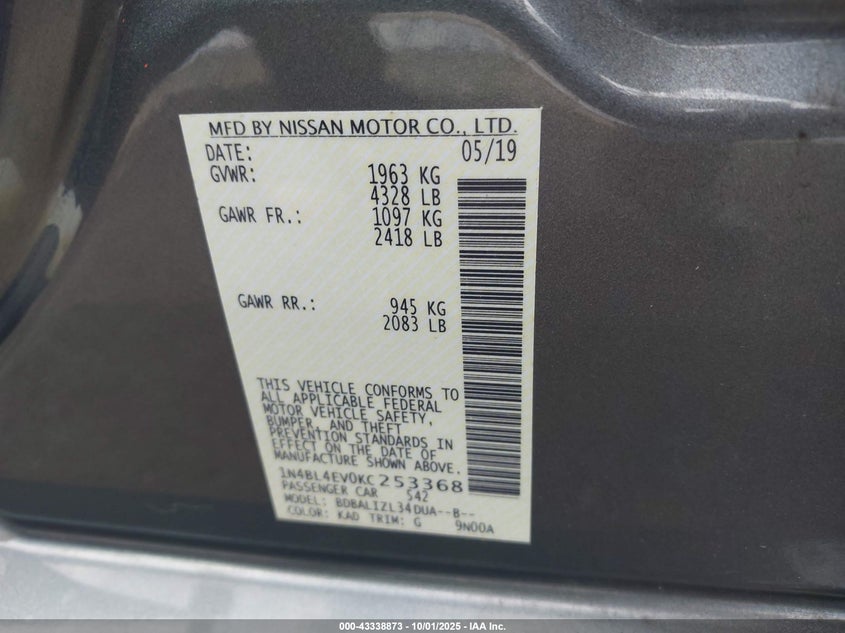 MFD BY NISSAN MOTOR CO., LTD.
DATE: 05/19
GVWR: 1963 KG
4328 LB
GAWR FR.: 1097 KG
2418 LB
GAWR RR.: 945 KG
2083 LB
THIS VEHICLE CONFORMS TO
ALL APPLICABLE FEDERAL
MOTOR VEHICLE SAFETY,
BUMPER, AND THEFT
PREVENTION STANDARDS IN
EFFECT ON THE DATE OF
MANUFACTURE SHOWN ABOVE.
1N4BL4EV0KC253368
PASSENGER CAR 542
MODEL: BDBALIZL34DUA--B--
COLOR: KAD TRIM: G 9N00A
000-43338873 - 10/01/2025 - IAA Inc.